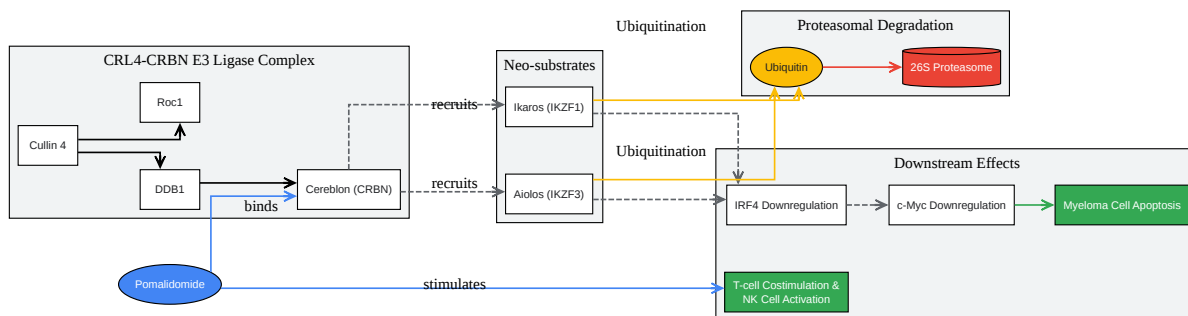 Ubiquitination
Proteasomal Degradation
CRL4-CRBN E3 Ligase Complex
Neo-substrates
Ubiquitin
26S Proteasome
Roc1
recruits
Ikaros (IKZF1)
Cullin 4
Ubiquitination
Downstream Effects
DDB1
Cereblon (CRBN)
recruits
Aiolos (IKZF3)
binds
IRF4 Downregulation
c-Myc Downregulation
Myeloma Cell Apoptosis
Pomalidomide
stimulates
T-cell Costimulation &
NK Cell Activation